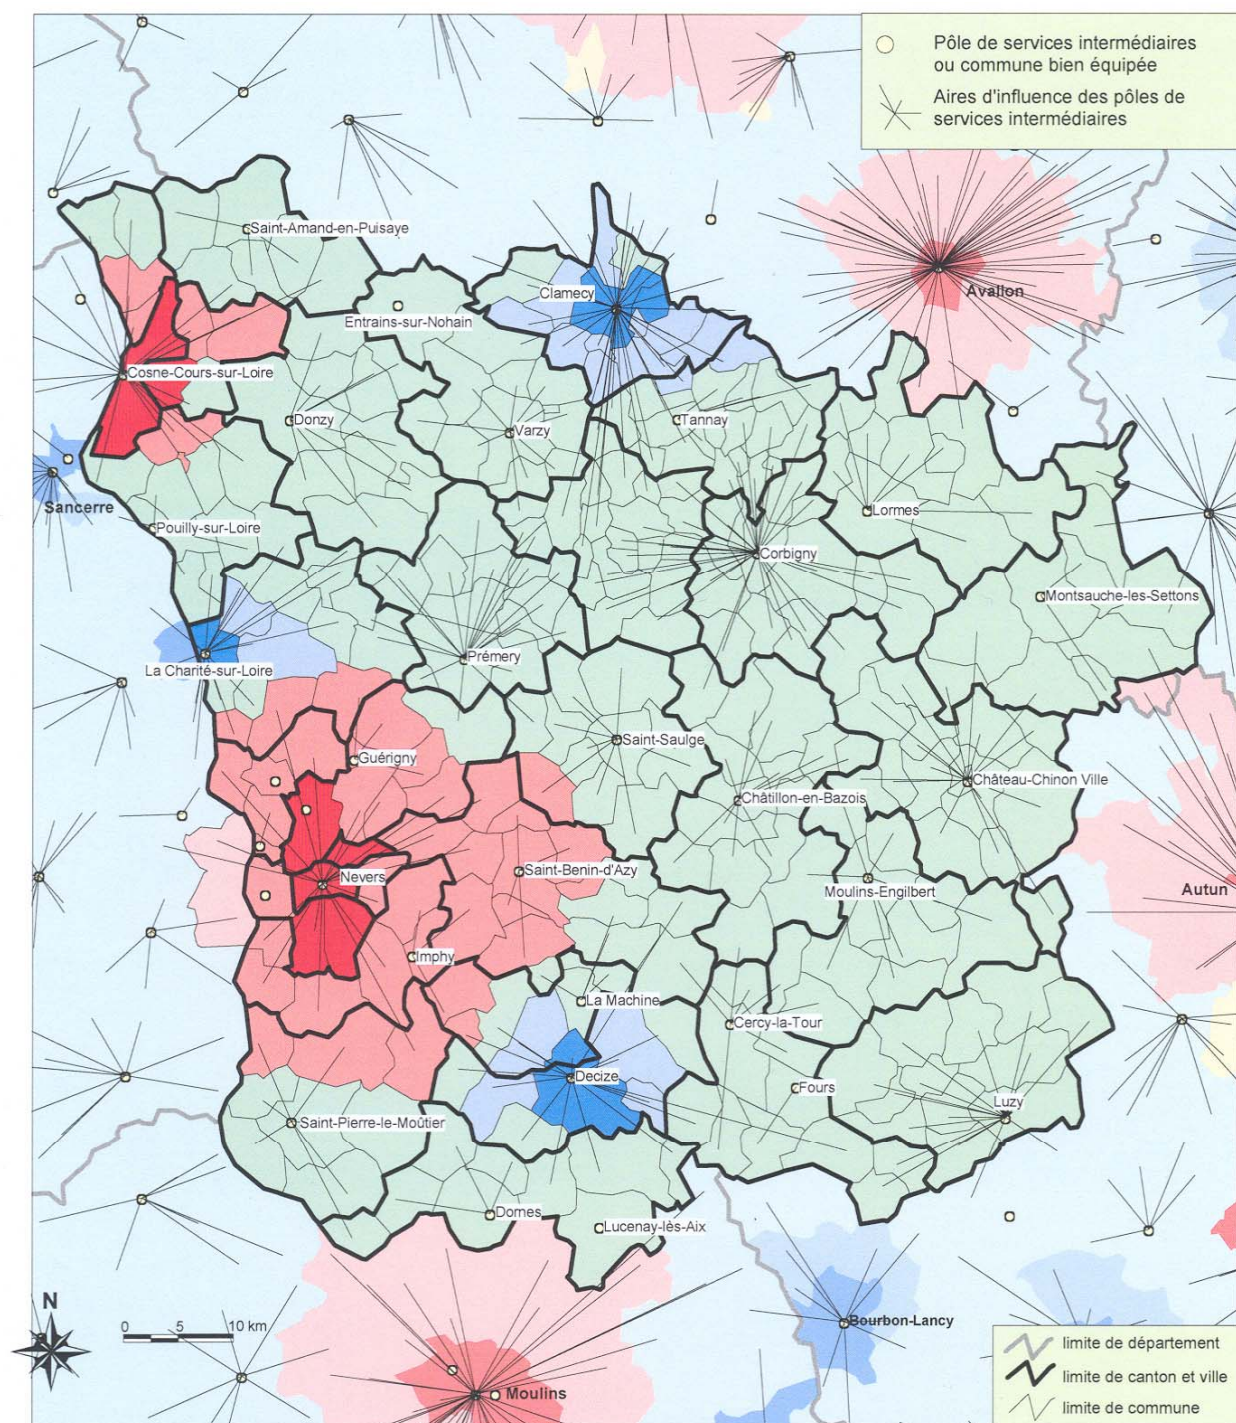 Pôle de services intermédiaires
ou commune bien équipée
Aires d'influence des pôles de
services intermédiaires
Saint-Amand-en-Puisaye
Clamecy
Avallon
Entrains-sur-Nohain
Cosne-Cours-sur-Loire
Donzy
Varzy
Tannay
Sancerre
Pouilly-sur-Loire
Lormes
Corbigny
Montsauche-les-Settons
La Charité-sur-Loire
Prémery
Saint-Saulge
Guérigny
Château-Chinon Ville
Châtillon-en-Bazois
Nevers
Saint-Benin-d'Azy
Moulins-Engilbert
Autun
Imphy
La Machine
Cercy-la-Tour
Decize
Fours
Luzy
Saint-Pierre-le-Moûtier
Dornes
Lucenay-lès-Aix
N
0 5 10 km
Bourbon-Lancy
Moulins
limite de département
limite de canton et ville
limite de commune